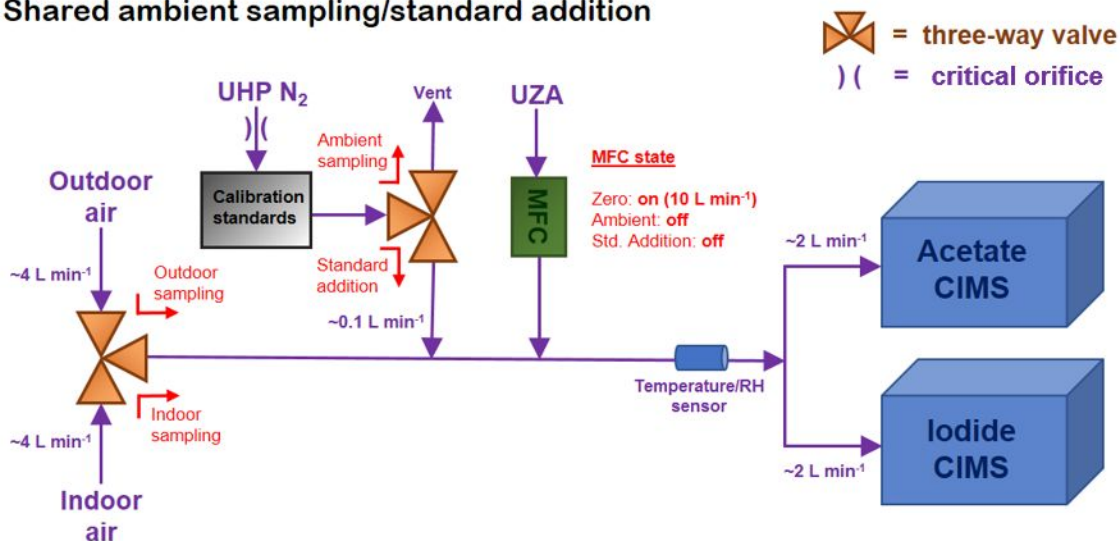 Shared ambient sampling/standard addition
= three-way valve
)( = critical orifice
UHP N₂
)(
Vent
UZA
Ambient
sampling
MFC state
Zero: on (10 L min⁻¹)
Ambient: off
Std. Addition: off
Calibration
standards
MFC
Outdoor
air
~4 L min⁻¹
Outdoor
sampling
Standard
addition
~0.1 L min⁻¹
~2 L min⁻¹
Acetate
CIMS
Temperature/RH
sensor
Indoor
sampling
~4 L min⁻¹
Indoor
air
~2 L min⁻¹
Iodide
CIMS